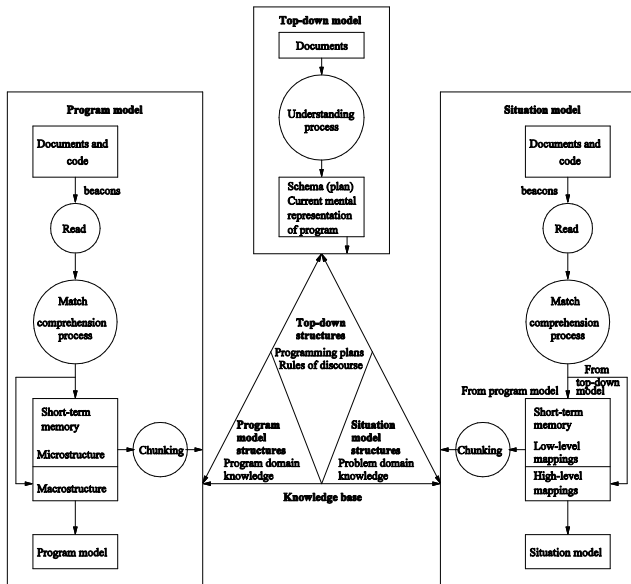 Top-down model
Documents
Understanding
process
Schema (plan)
Current mental
representation
of program
Program model
Documents and
code
beacons
Read
Match
comprehension
process
Short-term
memory
Microstructure
Macrostructure
Chunking
Program model
Top-down
structures
Programming plans
Rules of discourse
Program
model
structures
Program domain
knowledge
Situation
model
structures
Problem domain
knowledge
Knowledge base
Situation model
Documents and
code
beacons
Read
Match
comprehension
process
From
top-down
model
From program model
Short-term
memory
Low-level
mappings
High-level
mappings
Chunking
Situation model